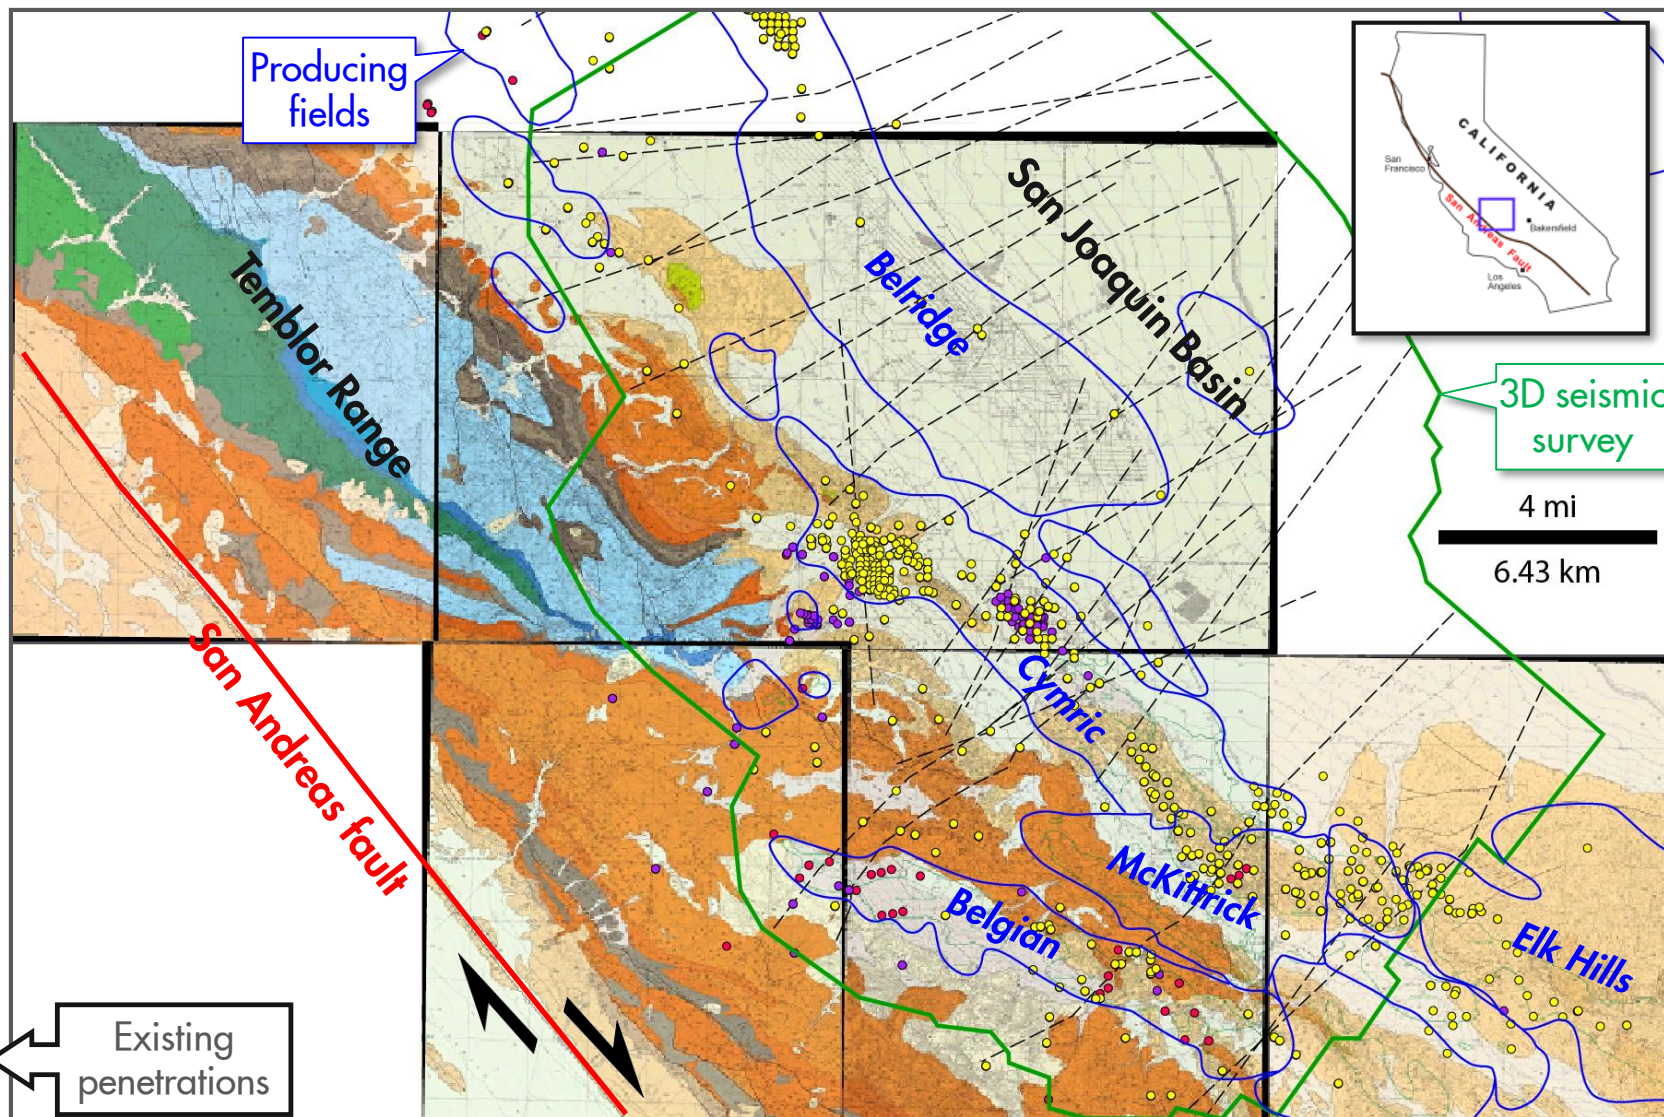 Producing
fields
CALIFORNIA
San
Francisco
San Andreas Fault
Bakersfield
Los
Angeles
San Joaquin Basin
Temblor Range
Belridge
3D seismic
survey
4 mi
6.43 km
San Andreas fault
Cymric
McKittrick
Belgian
Elk Hills
Existing
penetrations